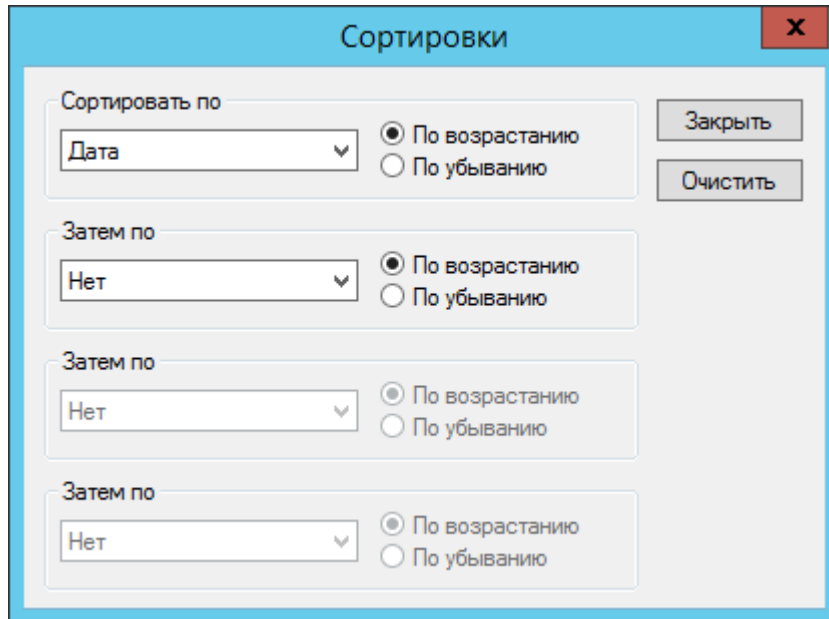 Сортировки
x
Сортировать по
Дата
По возрастанию
По убыванию
Закрыть
Очистить
Затем по
Нет
По возрастанию
По убыванию
Затем по
Нет
По возрастанию
По убыванию
Затем по
Нет
По возрастанию
По убыванию